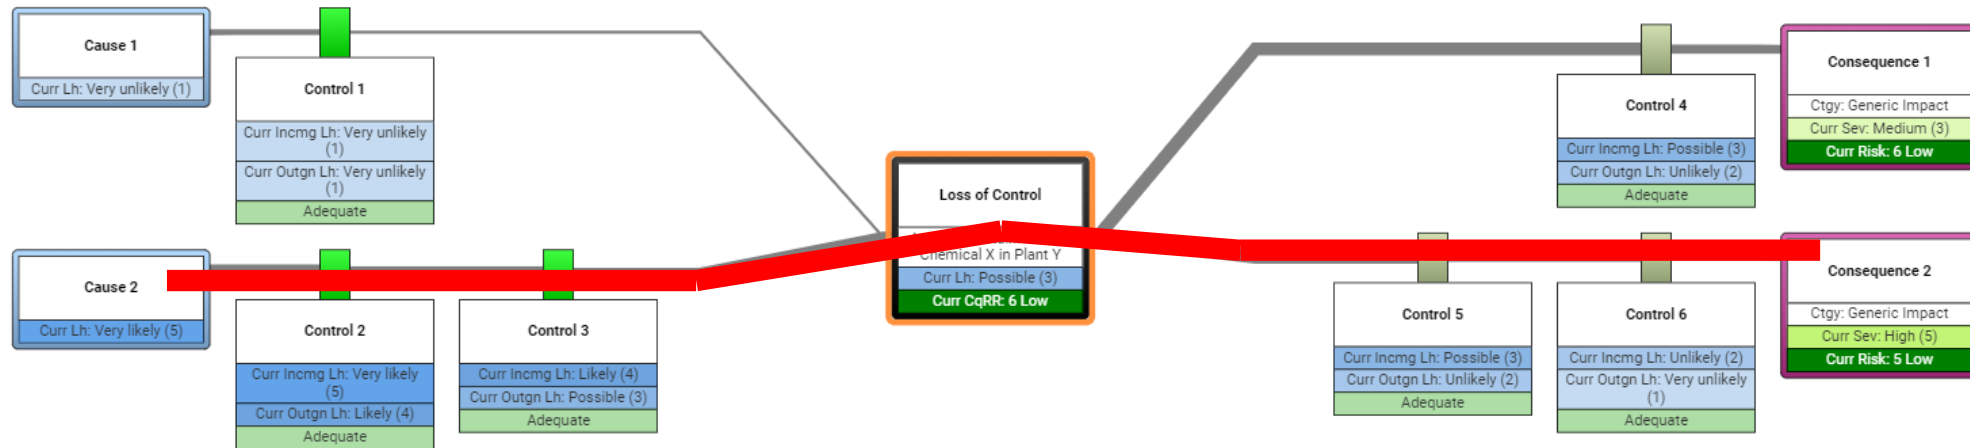 Cause 1
Curr Lh: Very unlikely (1)
Control 1
Curr Incmg Lh: Very unlikely
(1)
Curr Outgn Lh: Very unlikely
(1)
Adequate
Cause 2
Curr Lh: Very likely (5)
Control 2
Curr Incmg Lh: Very likely
(5)
Curr Outgn Lh: Likely (4)
Adequate
Control 3
Curr Incmg Lh: Likely (4)
Curr Outgn Lh: Possible (3)
Adequate
Loss of Control
Chemical X in Plant Y
Curr Lh: Possible (3)
Curr CqRR: 6 Low
Control 4
Curr Incmg Lh: Possible (3)
Curr Outgn Lh: Unlikely (2)
Adequate
Consequence 1
Ctgy: Generic Impact
Curr Sev: Medium (3)
Curr Risk: 6 Low
Control 5
Curr Incmg Lh: Possible (3)
Curr Outgn Lh: Unlikely (2)
Adequate
Control 6
Curr Incmg Lh: Unlikely (2)
Curr Outgn Lh: Very unlikely
(1)
Adequate
Consequence 2
Ctgy: Generic Impact
Curr Sev: High (5)
Curr Risk: 5 Low